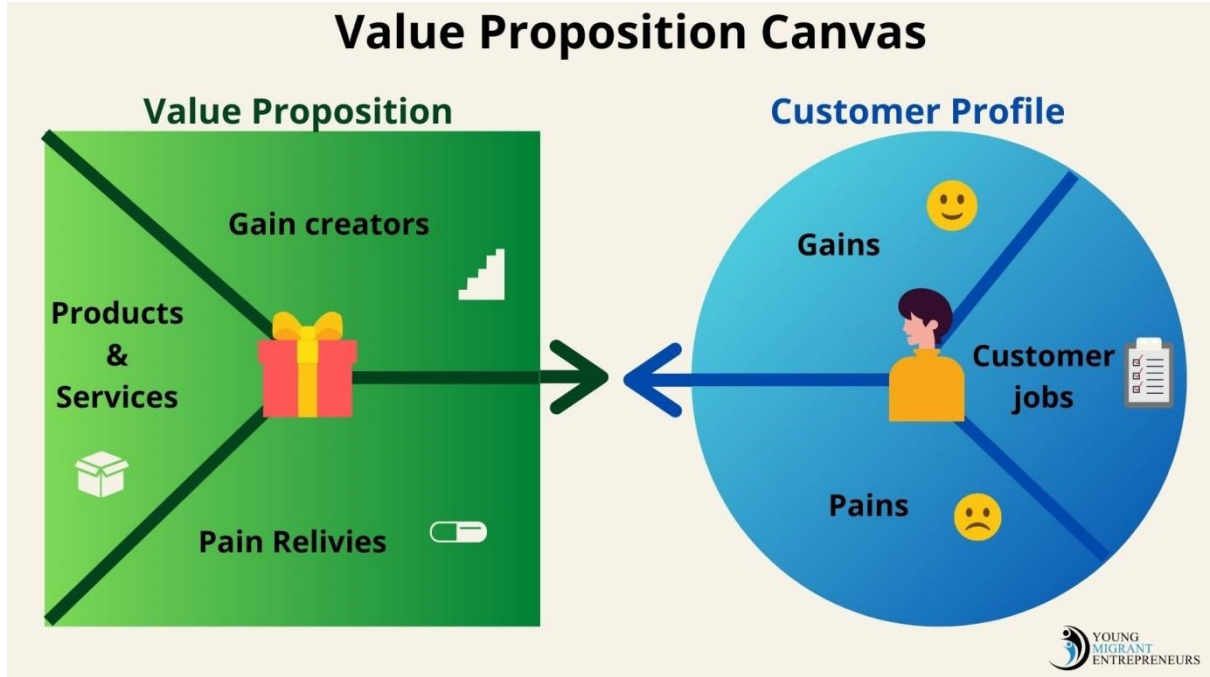 Value Proposition Canvas
Value Proposition
Customer Profile
Gain creators
Products
&
Services
Pain Relivies
Gains
Customer
jobs
Pains
YOUNG
MIGRANT
ENTREPRENEURS